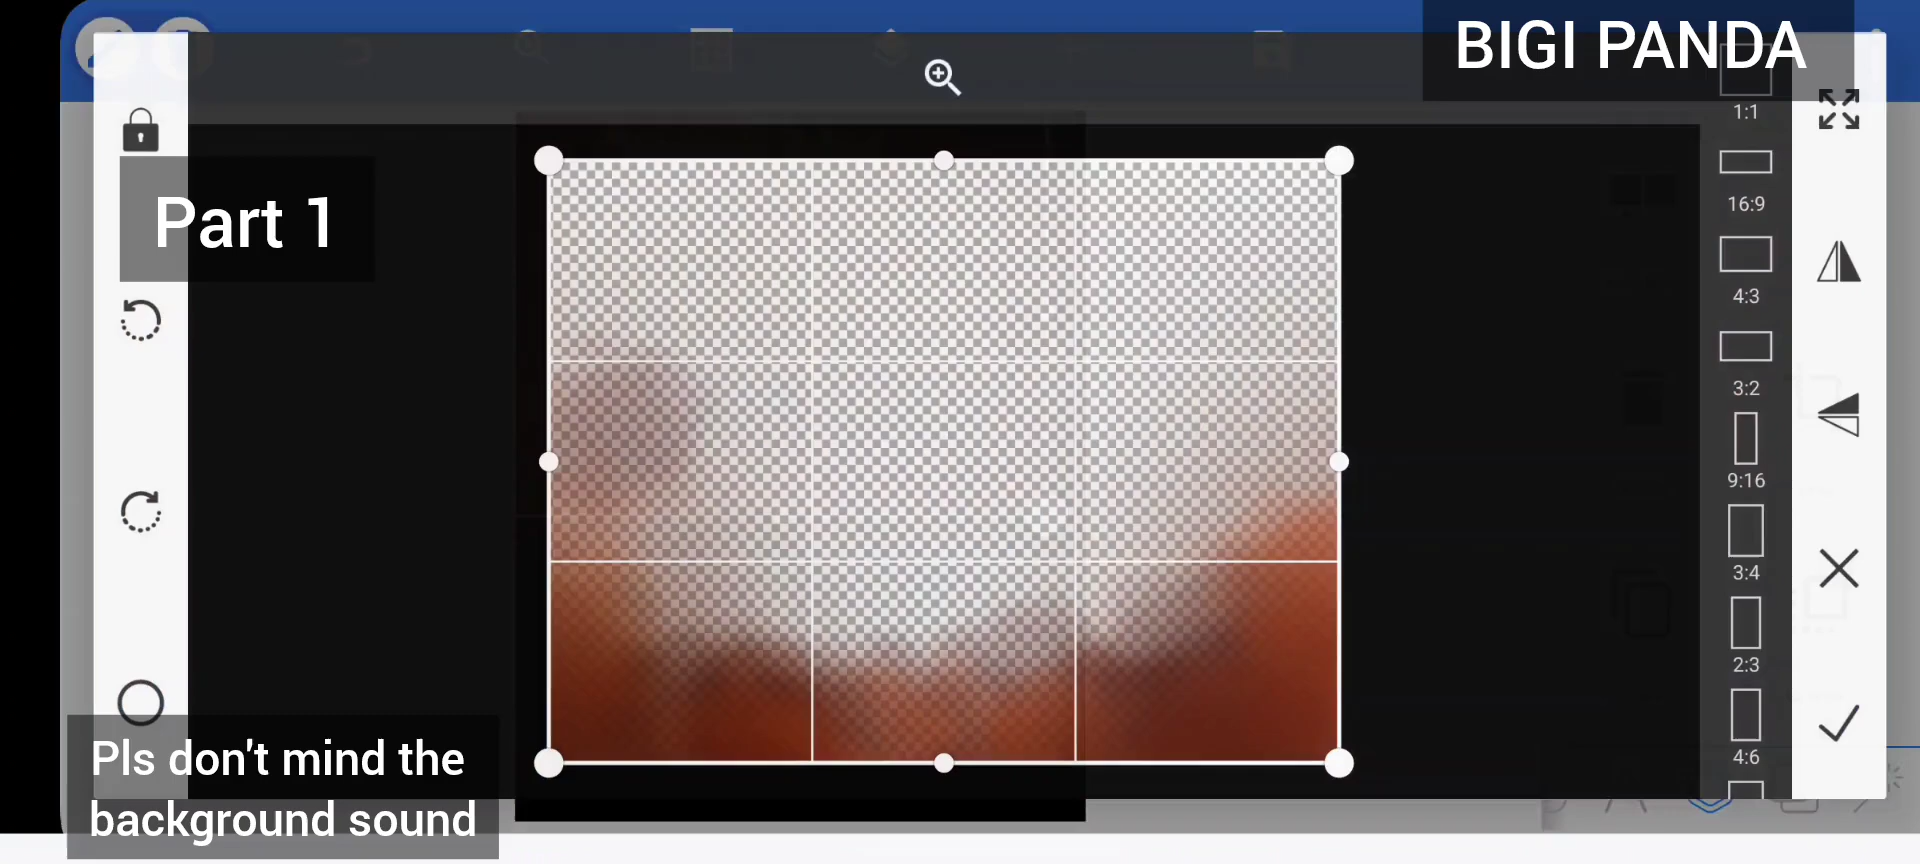 BIGI PANDA
Part 1
1:1
16:9
4:3
3:2
9:16
3:4
2:3
4:6
Pls don't mind the
background sound